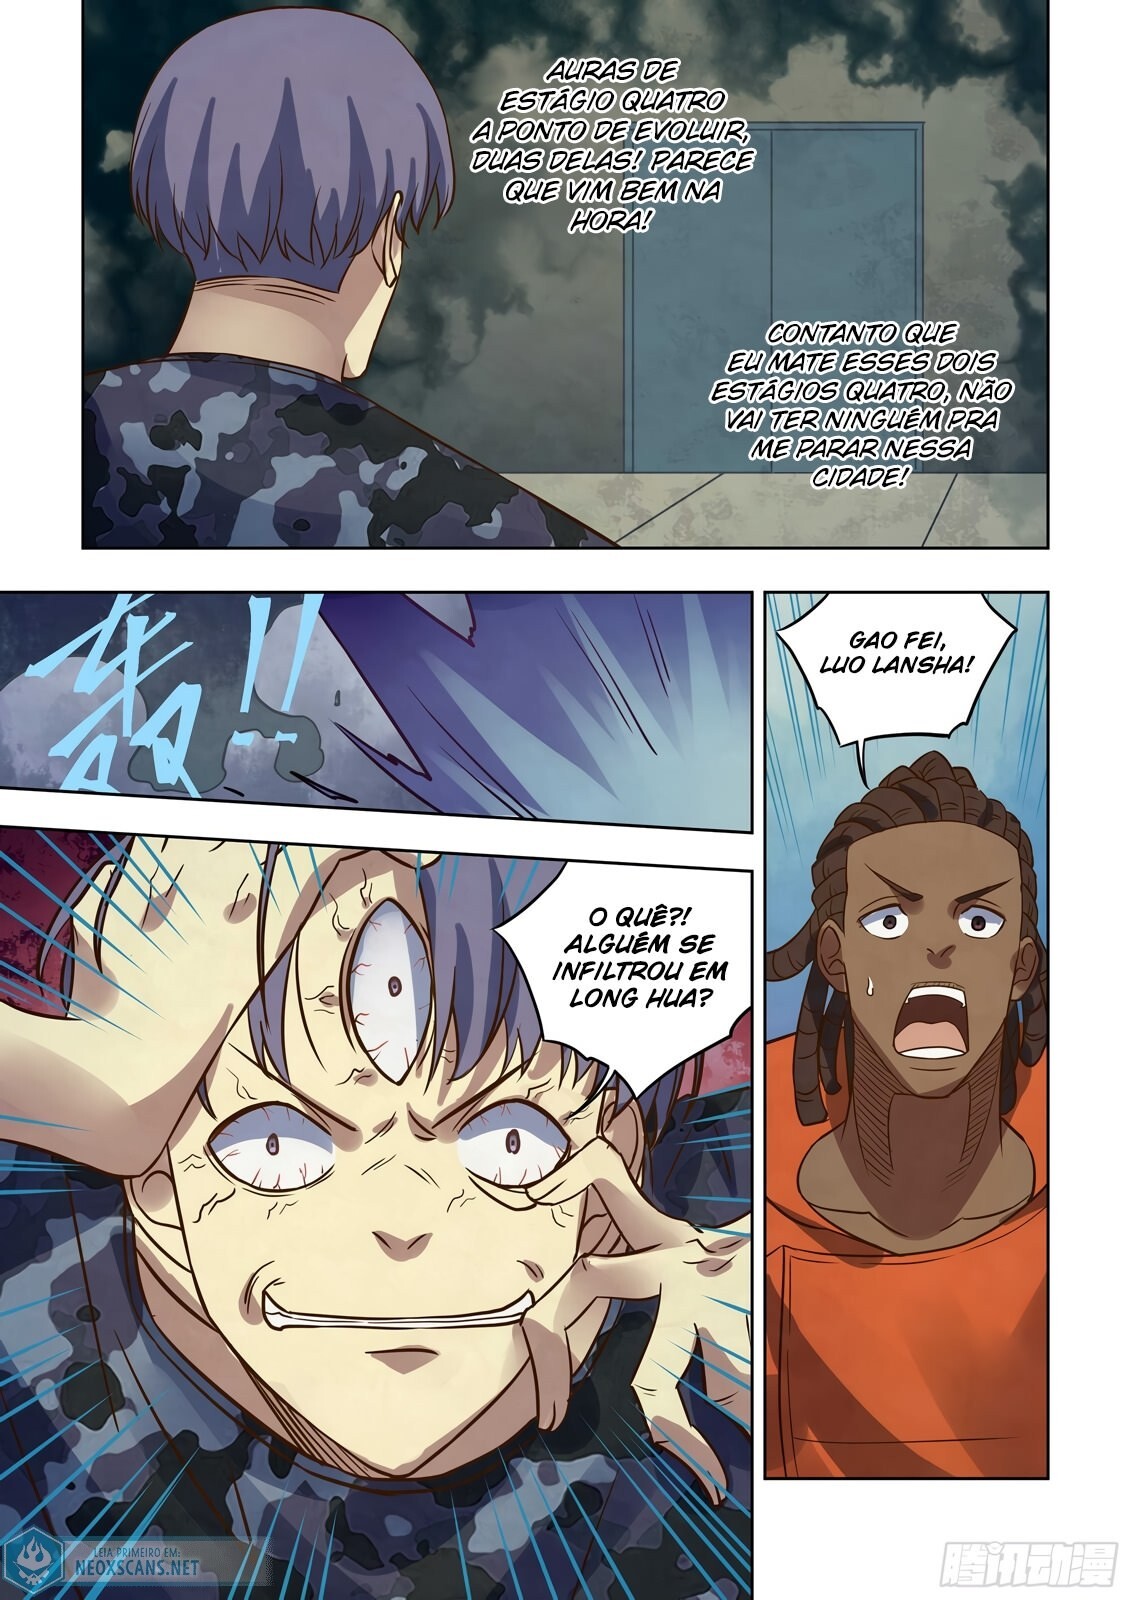 AURAS DE
ESTÁGIO QUATRO
A PONTO DE EVOLUIR,
DUAS DELAS! PARECE
QUE VIM BEM NA
HORA!
CONTANTO QUE
EU MATE ESSES DOIS
ESTÁGIOS QUATRO, NÃO
VAI TER NINGUÉM PRA
ME PARAR NESSA
CIDADE!
GAO FEI,
LUO LANSHA!
O QUÊ?!
ALGUÉM SE
INFILTROU EM
LONG HUA?
LEIA PRIMEIRO EM:
NEOXSCANS.NET
腾讯动漫